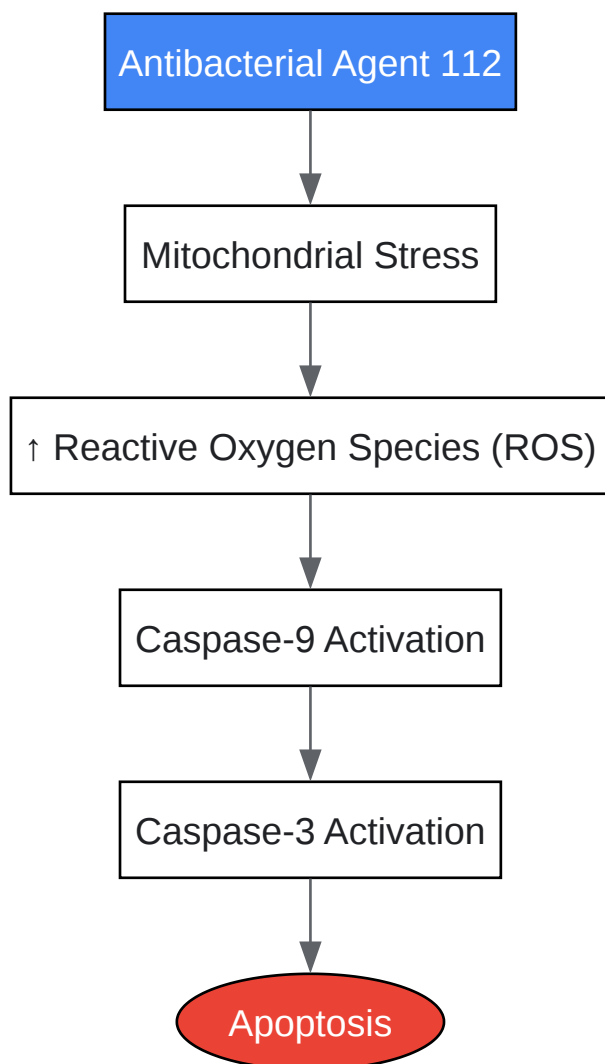 Antibacterial Agent 112
Mitochondrial Stress
↑ Reactive Oxygen Species (ROS)
Caspase-9 Activation
Caspase-3 Activation
Apoptosis